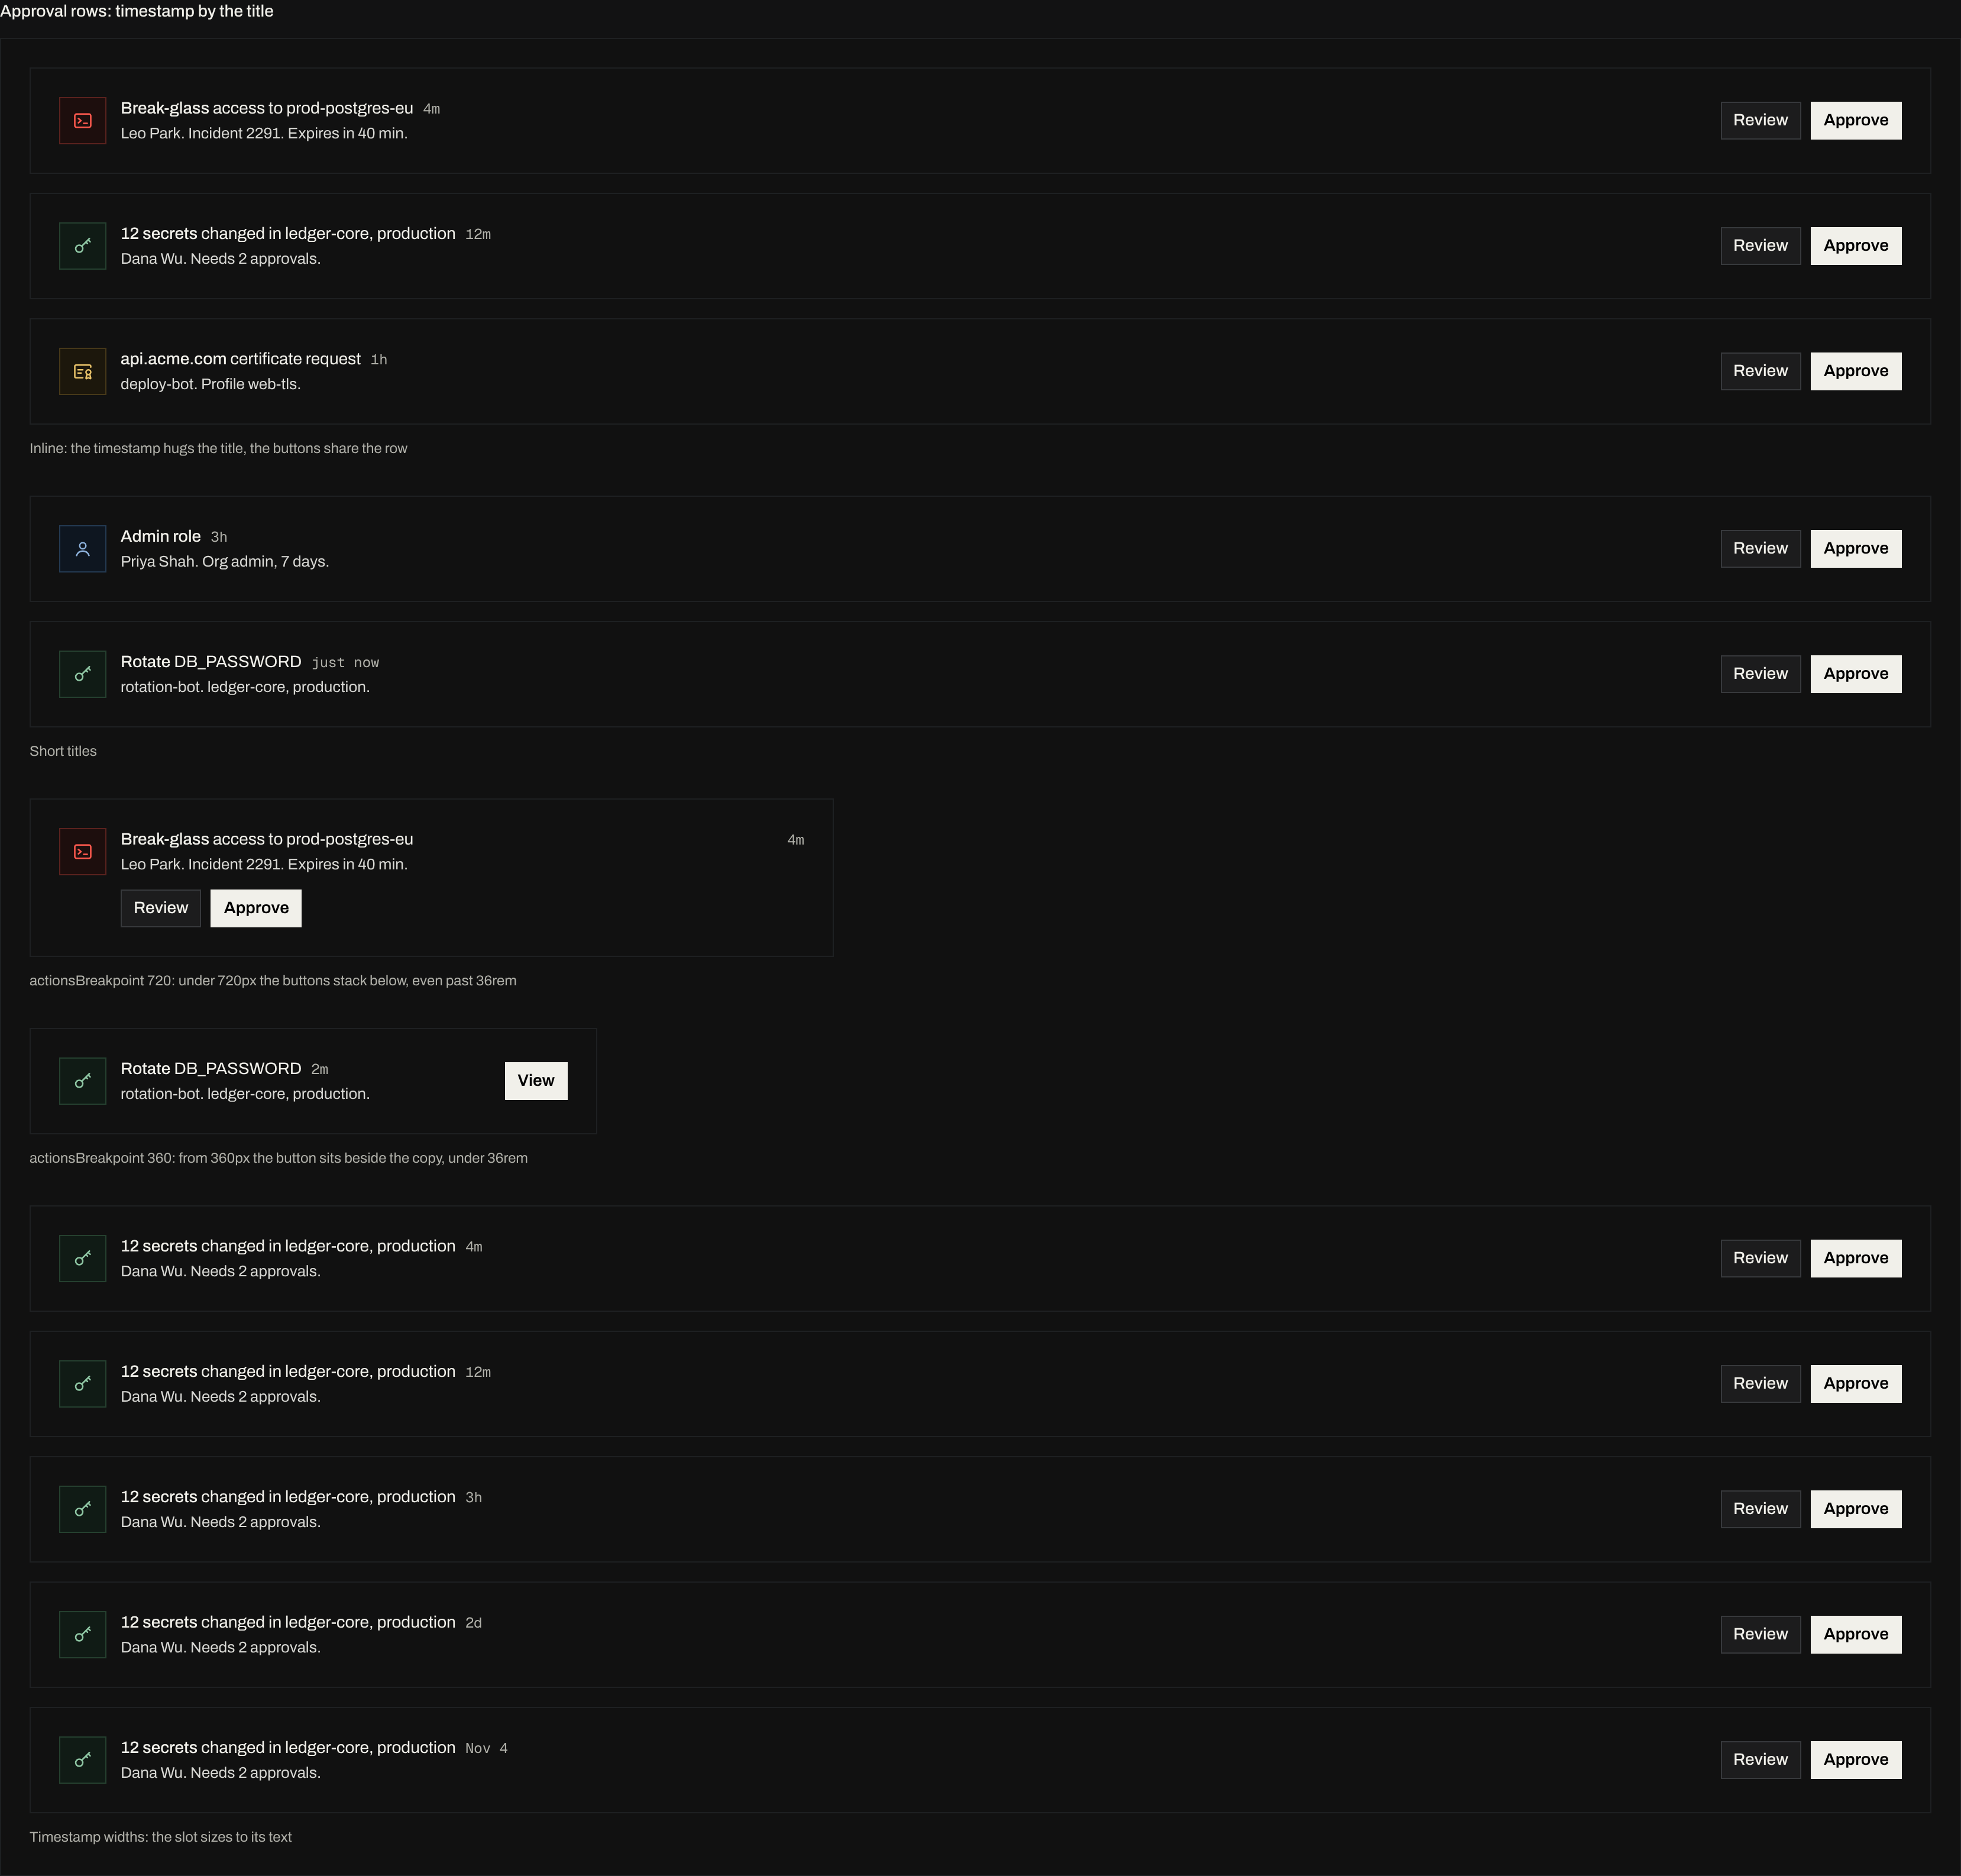 Approval rows: timestamp by the title
Break-glass access to prod-postgres-eu 4m
Leo Park. Incident 2291. Expires in 40 min.
Review Approve
12 secrets changed in ledger-core, production 12m
Dana Wu. Needs 2 approvals.
Review Approve
api.acme.com certificate request 1h
deploy-bot. Profile web-tls.
Review Approve
Inline: the timestamp hugs the title, the buttons share the row
Admin role 3h
Priya Shah. Org admin, 7 days.
Review Approve
Rotate DB_PASSWORD just now
rotation-bot. ledger-core, production.
Review Approve
Short titles
Break-glass access to prod-postgres-eu 4m
Leo Park. Incident 2291. Expires in 40 min.
Review Approve
actionsBreakpoint 720: under 720px the buttons stack below, even past 36rem
Rotate DB_PASSWORD 2m
rotation-bot. ledger-core, production.
View
actionsBreakpoint 360: from 360px the button sits beside the copy, under 36rem
12 secrets changed in ledger-core, production 4m
Dana Wu. Needs 2 approvals.
Review Approve
12 secrets changed in ledger-core, production 12m
Dana Wu. Needs 2 approvals.
Review Approve
12 secrets changed in ledger-core, production 3h
Dana Wu. Needs 2 approvals.
Review Approve
12 secrets changed in ledger-core, production 2d
Dana Wu. Needs 2 approvals.
Review Approve
12 secrets changed in ledger-core, production Nov 4
Dana Wu. Needs 2 approvals.
Review Approve
Timestamp widths: the slot sizes to its text